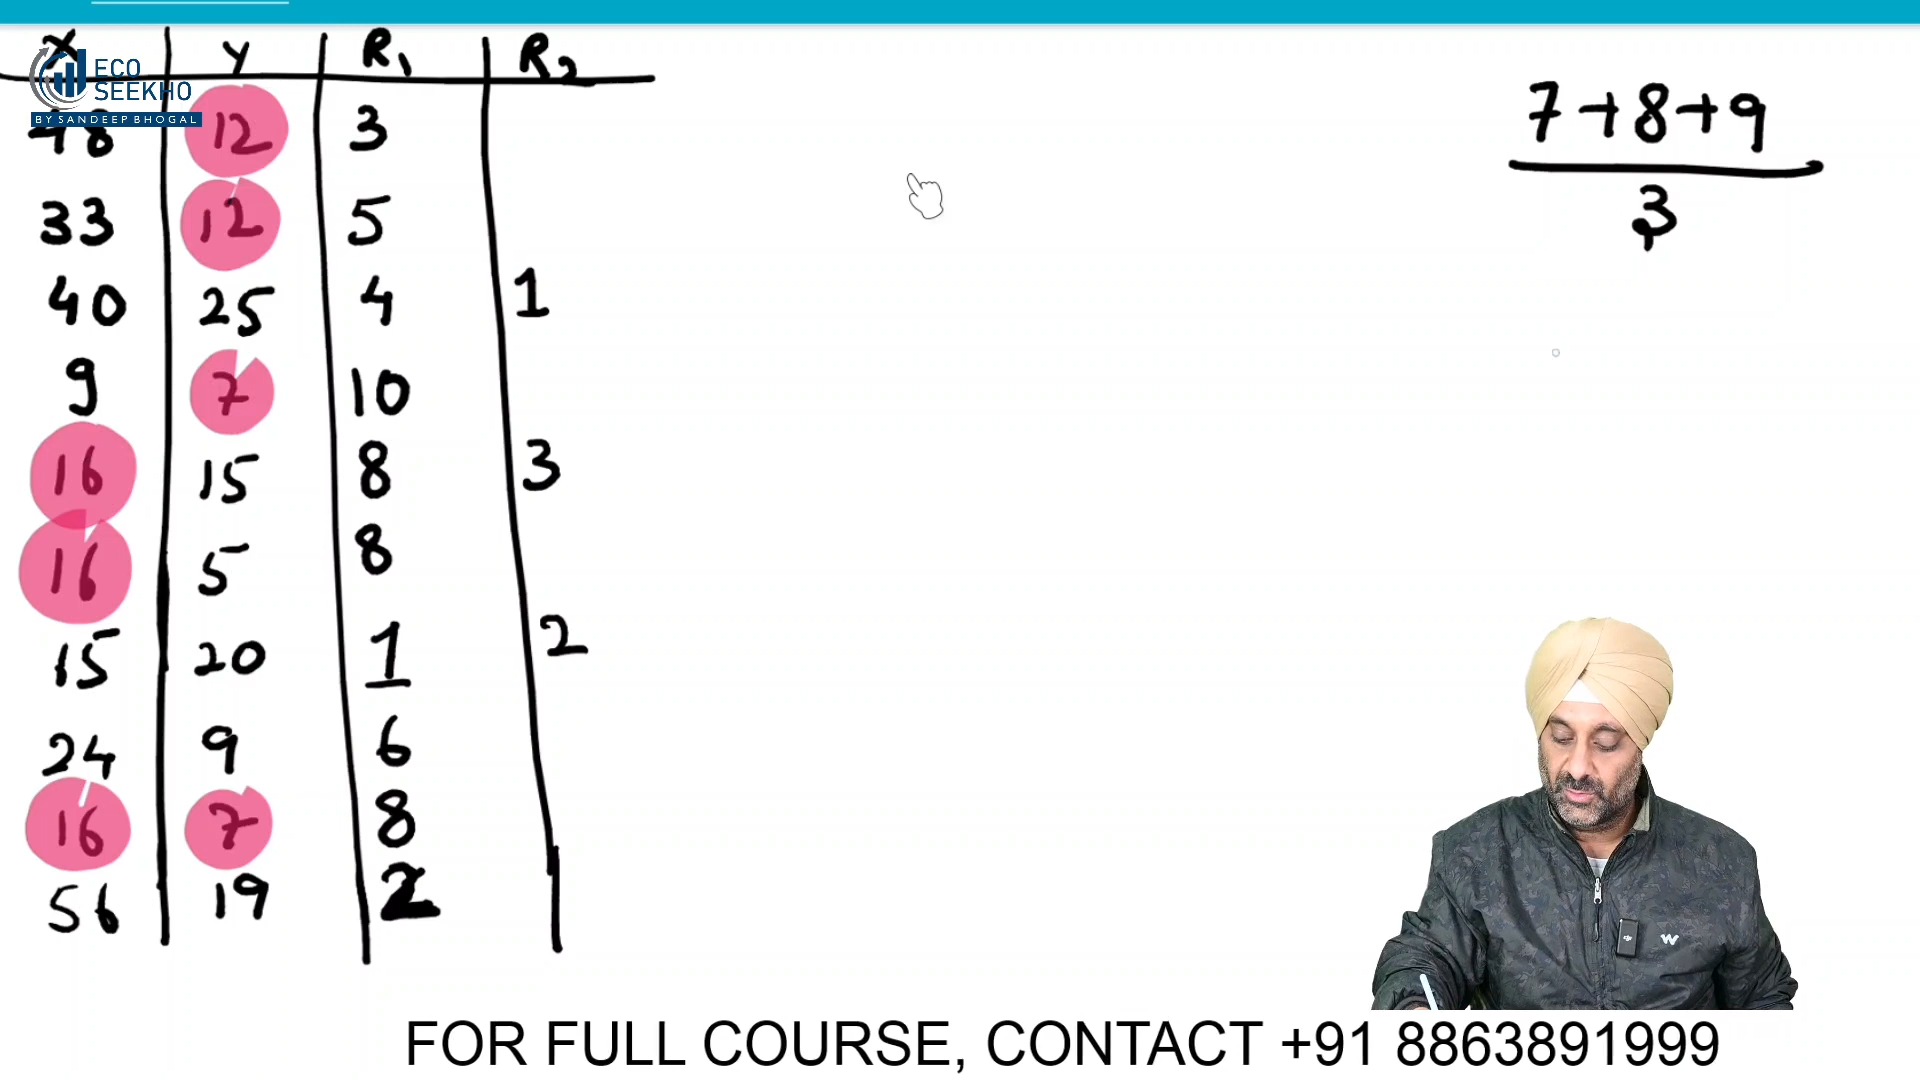 X Y R₁ R₂
ECO
SEEKHO
BY SANDEEP BHOGAL
48 12 3
33 12 5
40 25 4 1
9 7 10
16 15 8 3
16 5 8
15 20 1 2
24 9 6
16 7 8
56 19 2
7+8+9
3
W
FOR FULL COURSE, CONTACT +91 8863891999